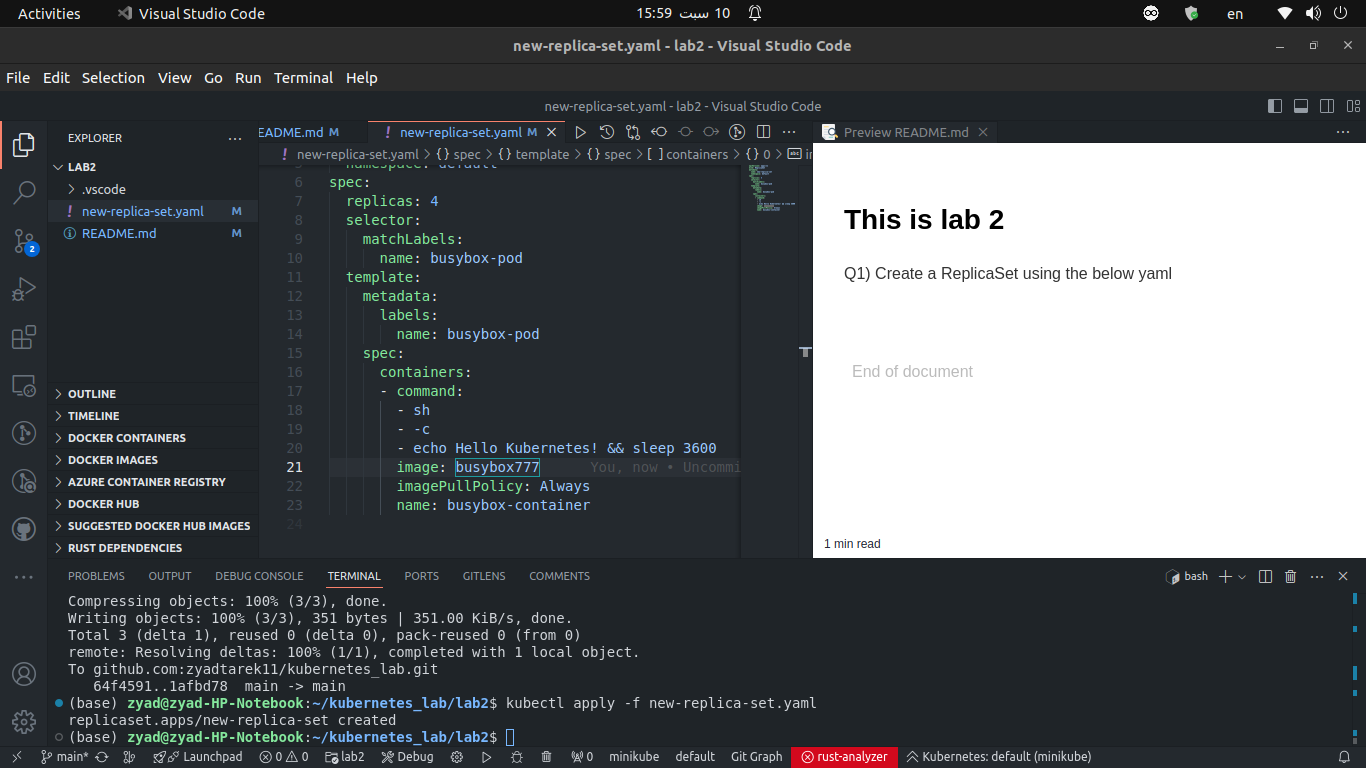 Activities
Visual Studio Code
10 سبت 15:59
en
new-replica-set.yaml - lab2 - Visual Studio Code
File Edit Selection View Go Run Terminal Help
new-replica-set.yaml - lab2 - Visual Studio Code
EXPLORER
LAB2
.vscode
! new-replica-set.yaml M
README.md M
OUTLINE
TIMELINE
DOCKER CONTAINERS
DOCKER IMAGES
AZURE CONTAINER REGISTRY
DOCKER HUB
SUGGESTED DOCKER HUB IMAGES
RUST DEPENDENCIES
2
EADME.md M
! new-replica-set.yaml M
! new-replica-set.yaml > {} spec > {} template > {} spec > [ ] containers > {} 0 > abc
5 namespace: default
6 spec:
7 replicas: 4
8 selector:
9 matchLabels:
10 name: busybox-pod
11 template:
12 metadata:
13 labels:
14 name: busybox-pod
15 spec:
16 containers:
17 - command:
18 - sh
19 - -c
20 - echo Hello Kubernetes! && sleep 3600
21 image: busybox777 You, now • Uncommi
22 imagePullPolicy: Always
23 name: busybox-container
24
Preview README.md
This is lab 2
Q1) Create a ReplicaSet using the below yaml
End of document
1 min read
PROBLEMS OUTPUT DEBUG CONSOLE TERMINAL PORTS GITLENS COMMENTS
bash
Compressing objects: 100% (3/3), done.
Writing objects: 100% (3/3), 351 bytes | 351.00 KiB/s, done.
Total 3 (delta 1), reused 0 (delta 0), pack-reused 0 (from 0)
remote: Resolving deltas: 100% (1/1), completed with 1 local object.
To github.com:zyadtarek11/kubernetes_lab.git
64f4591..1afbd78 main -> main
(base) zyad@zyad-HP-Notebook:~/kubernetes_lab/lab2$ kubectl apply -f new-replica-set.yaml
replicaset.apps/new-replica-set created
(base) zyad@zyad-HP-Notebook:~/kubernetes_lab/lab2$
main* Launchpad 0 0 lab2 Debug 0 minikube default Git Graph rust-analyzer Kubernetes: default (minikube)